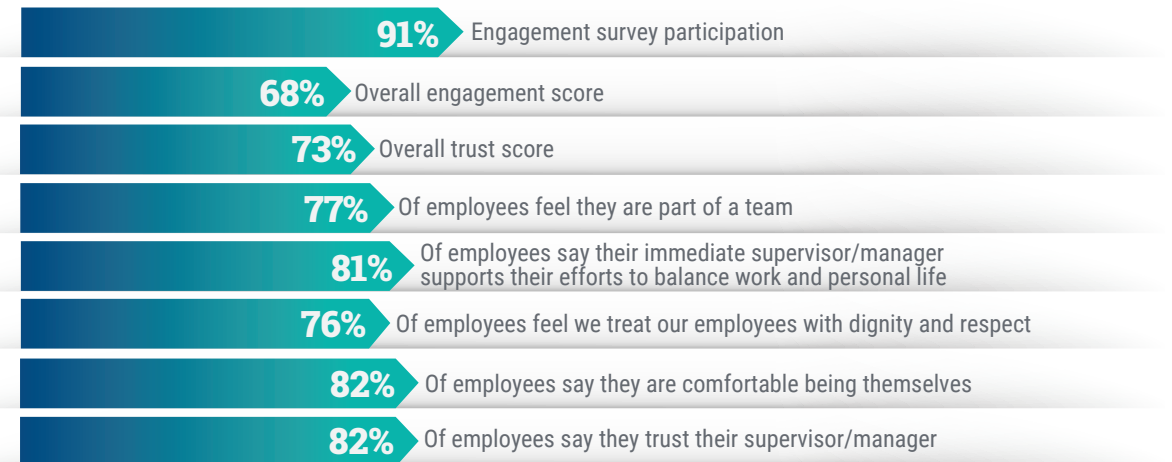 91% Engagement survey participation
68% Overall engagement score
73% Overall trust score
77% Of employees feel they are part of a team
81% Of employees say their immediate supervisor/manager
supports their efforts to balance work and personal life
76% Of employees feel we treat our employees with dignity and respect
82% Of employees say they are comfortable being themselves
82% Of employees say they trust their supervisor/manager